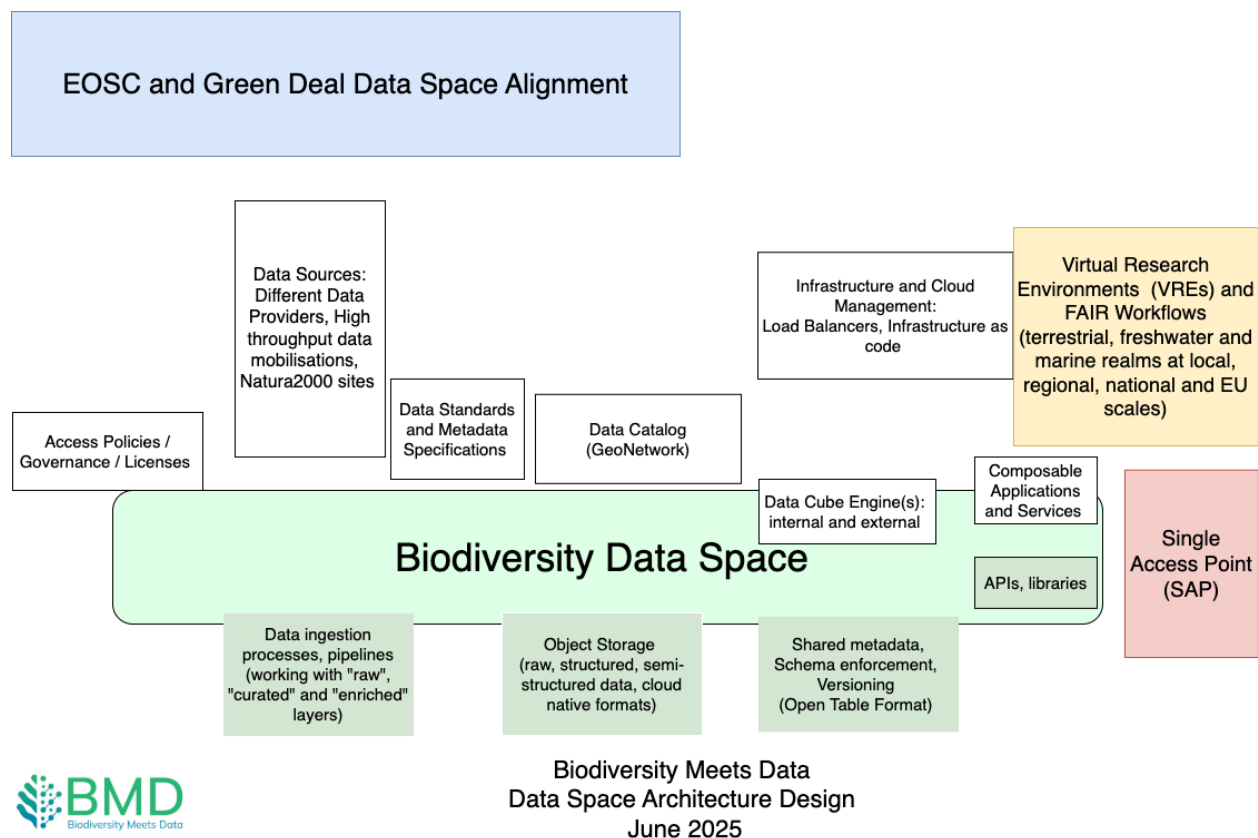 EOSC and Green Deal Data Space Alignment
Data Sources:
Different Data
Providers, High
throughput data
mobilisations,
Natura2000 sites
Infrastructure and Cloud
Management:
Load Balancers, Infrastructure as
code
Virtual Research
Environments (VREs) and
FAIR Workflows
(terrestrial, freshwater and
marine realms at local,
regional, national and EU
scales)
Access Policies /
Governance / Licenses
Data Standards
and Metadata
Specifications
Data Catalog
(GeoNetwork)
Data Cube Engine(s):
internal and external
Composable
Applications
and Services
Biodiversity Data Space
APIs, libraries
Single
Access Point
(SAP)
Data ingestion
processes, pipelines
(working with "raw",
"curated" and "enriched"
layers)
Object Storage
(raw, structured, semi-
structured data, cloud
native formats)
Shared metadata,
Schema enforcement,
Versioning
(Open Table Format)
BMD
Biodiversity Meets Data
Biodiversity Meets Data
Data Space Architecture Design
June 2025